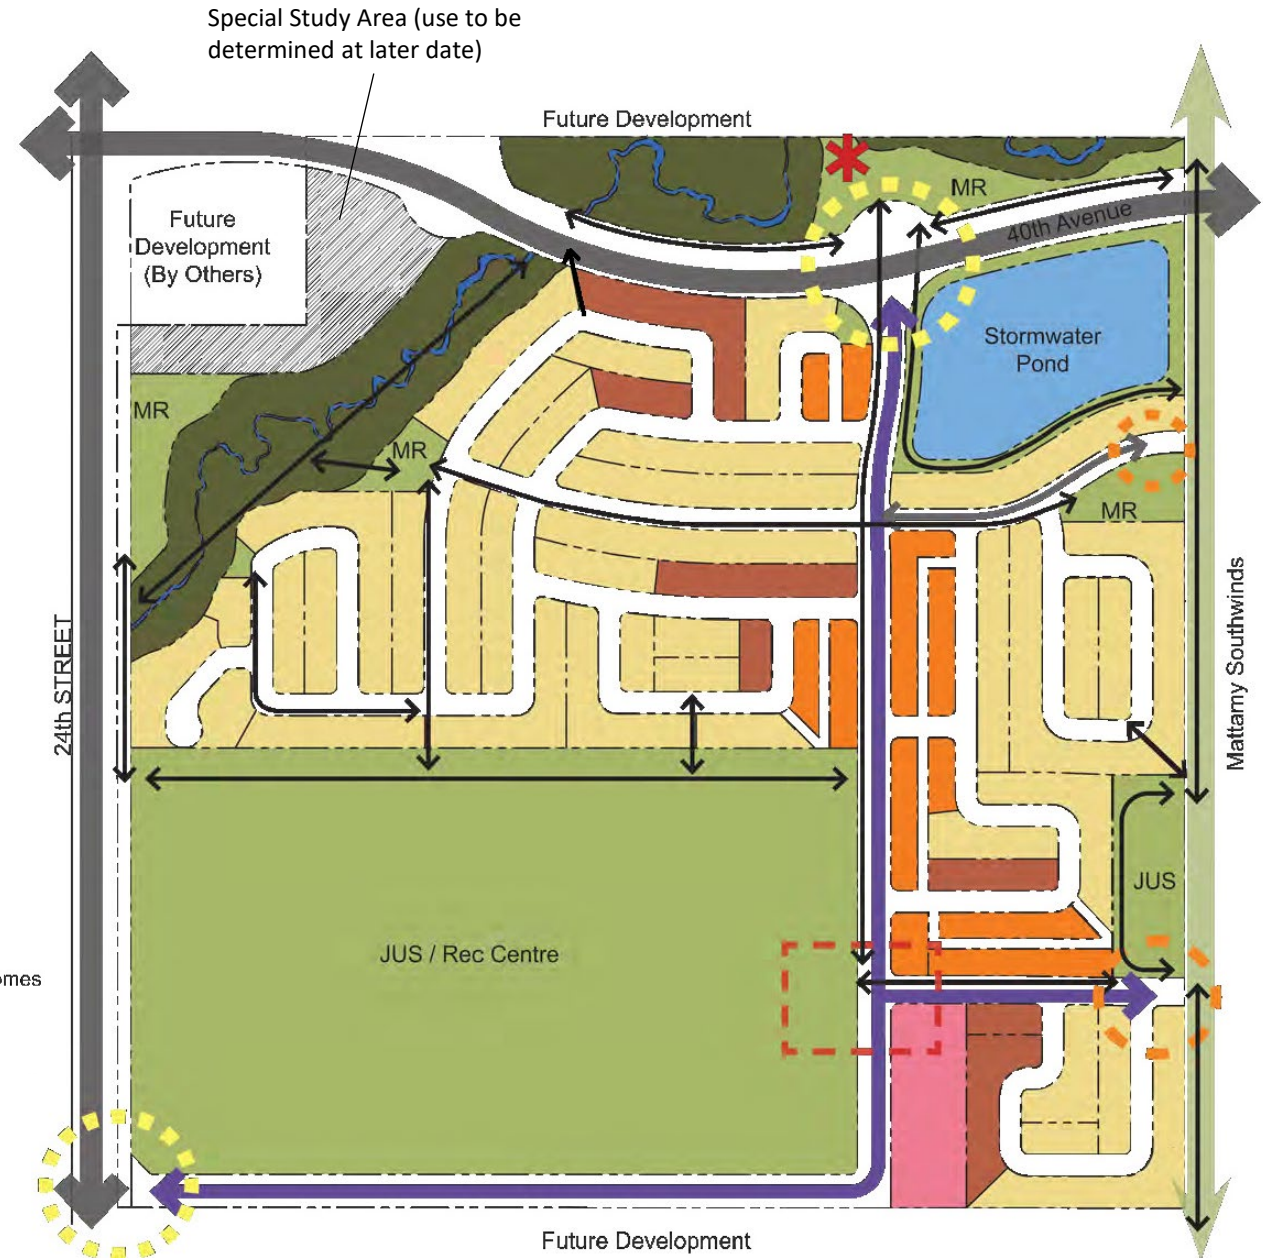 Special Study Area (use to be
determined at later date)
Future Development
MR
40th Avenue
Future
Development
(By Others)
Stormwater
Pond
MR
MR
MR
24th STREET
Mattamy Southwinds
JUS
JUS / Rec Centre
omes
Future Development